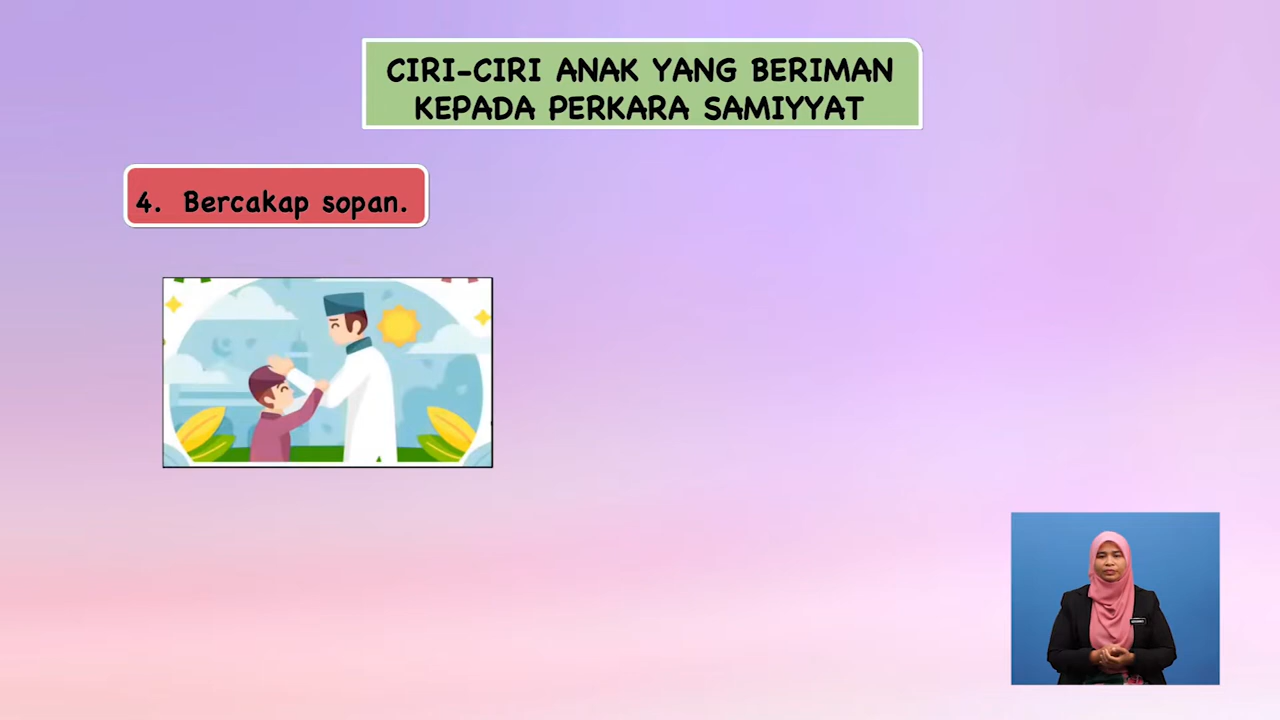 CIRI-CIRI ANAK YANG BERIMAN
KEPADA PERKARA SAMIYYAT
4. Bercakap sopan.